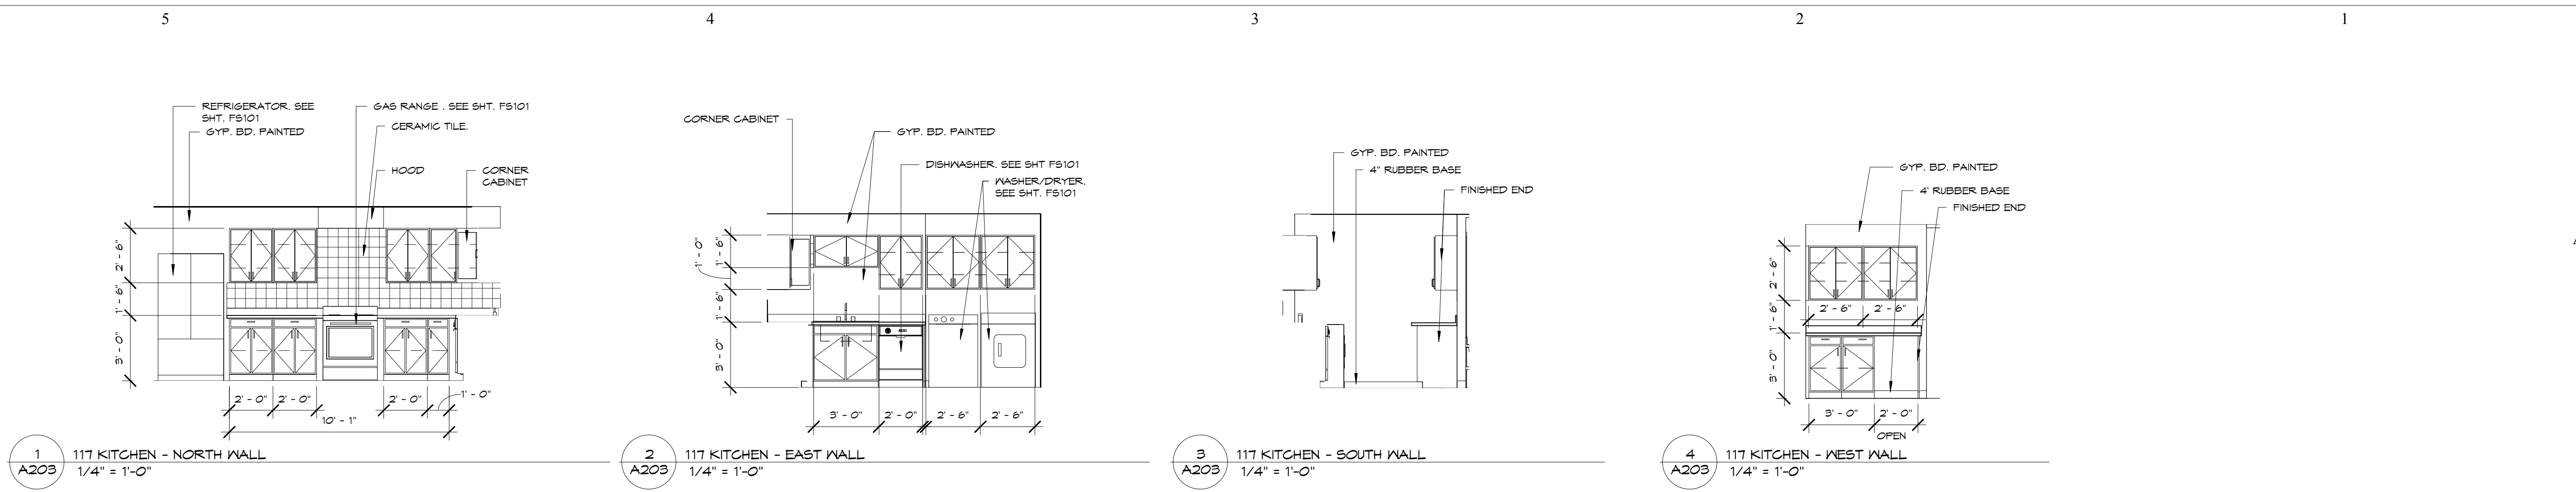 5
4
3
2
1
REFRIGERATOR. SEE
SHT. FS101
GYP. BD. PAINTED
GAS RANGE . SEE SHT. FS101
CERAMIC TILE.
HOOD
CORNER
CABINET
2' - 6"
1' - 6"
3' - 0"
2' - 0"
2' - 0"
2' - 0"
1' - 0"
10' - 1"
1
A203
117 KITCHEN - NORTH WALL
1/4" = 1'-0"
CORNER CABINET
GYP. BD. PAINTED
DISHWASHER. SEE SHT FS101
WASHER/DRYER.
SEE SHT. FS101
1' - 0"
1' - 6"
1' - 6"
3' - 0"
3' - 0"
2' - 0"
2' - 6"
2' - 6"
2
A203
117 KITCHEN - EAST WALL
1/4" = 1'-0"
GYP. BD. PAINTED
4" RUBBER BASE
FINISHED END
3
A203
117 KITCHEN - SOUTH WALL
1/4" = 1'-0"
GYP. BD. PAINTED
4' RUBBER BASE
FINISHED END
2' - 6"
1' - 6"
3' - 0"
2' - 6"
2' - 6"
3' - 0"
2' - 0"
OPEN
4
A203
117 KITCHEN - WEST WALL
1/4" = 1'-0"